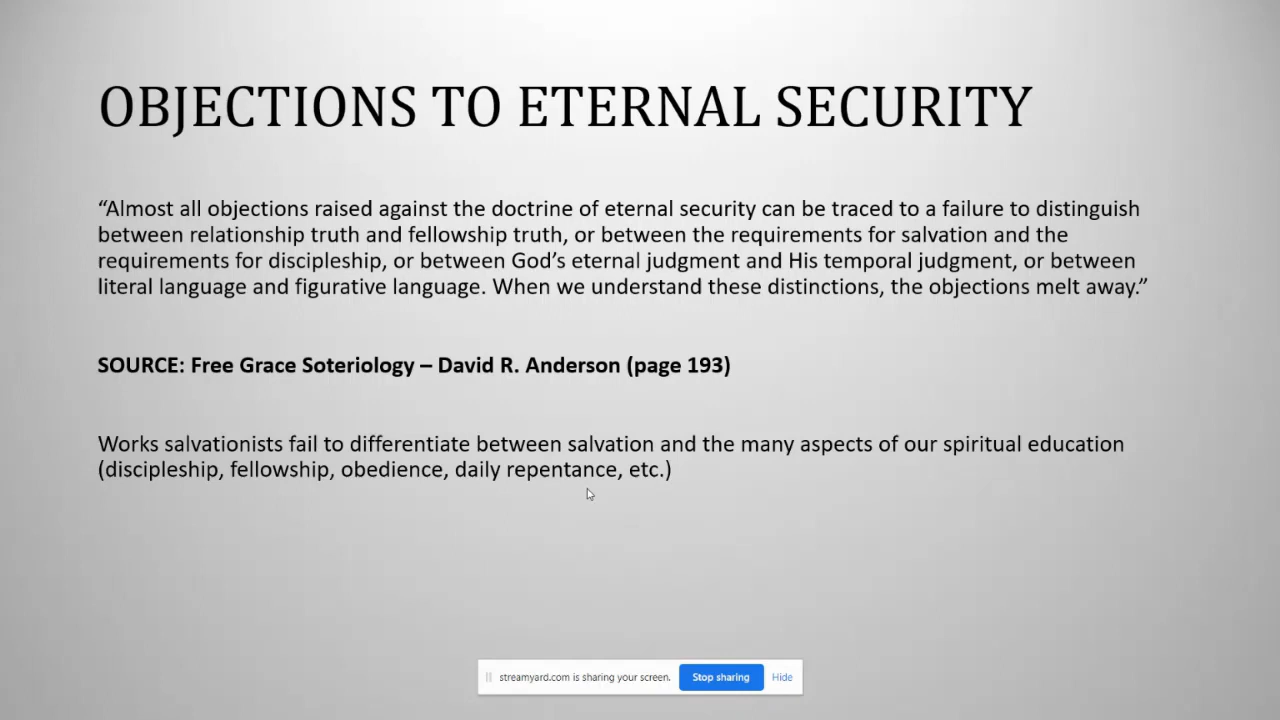 OBJECTIONS TO ETERNAL SECURITY
“Almost all objections raised against the doctrine of eternal security can be traced to a failure to distinguish
between relationship truth and fellowship truth, or between the requirements for salvation and the
requirements for discipleship, or between God’s eternal judgment and His temporal judgment, or between
literal language and figurative language. When we understand these distinctions, the objections melt away.”
SOURCE: Free Grace Soteriology – David R. Anderson (page 193)
Works salvationists fail to differentiate between salvation and the many aspects of our spiritual education
(discipleship, fellowship, obedience, daily repentance, etc.)
streamyard.com is sharing your screen. Stop sharing Hide